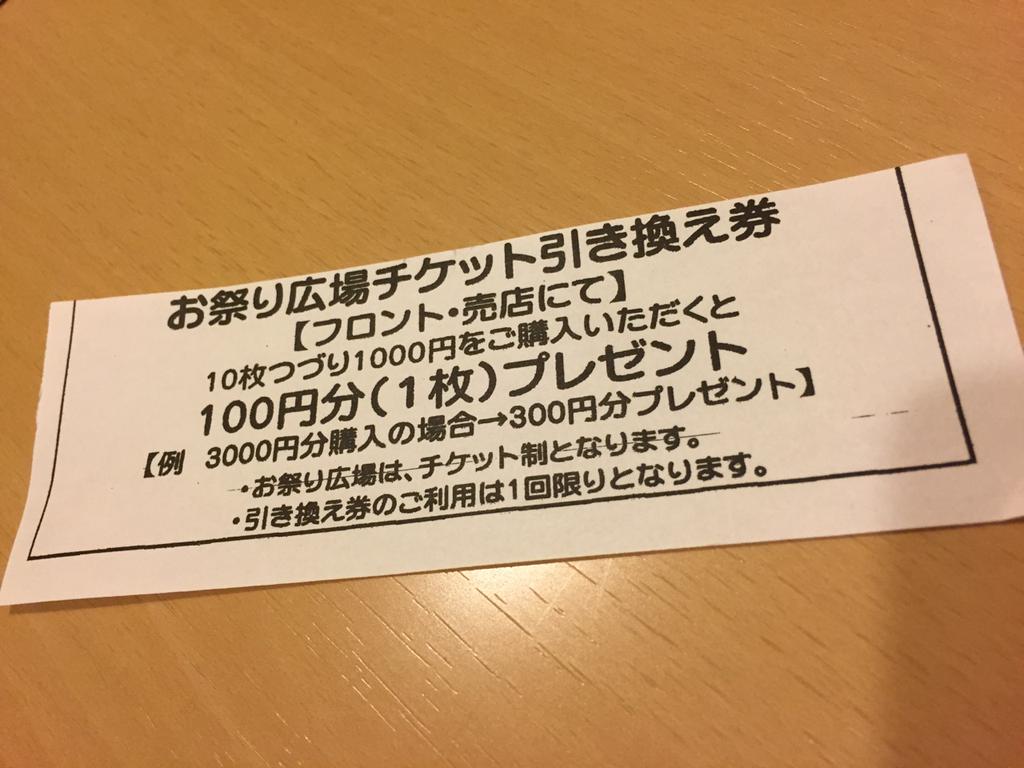 お祭り広場チケット引き換え券
【フロント・売店にて】
10枚つづり1000円をご購入いただくと
100円分(1枚)プレゼント
【例　3000円分購入の場合→300円分プレゼント】
・お祭り広場は、チケット制となります。
・引き換え券のご利用は1回限りとなります。